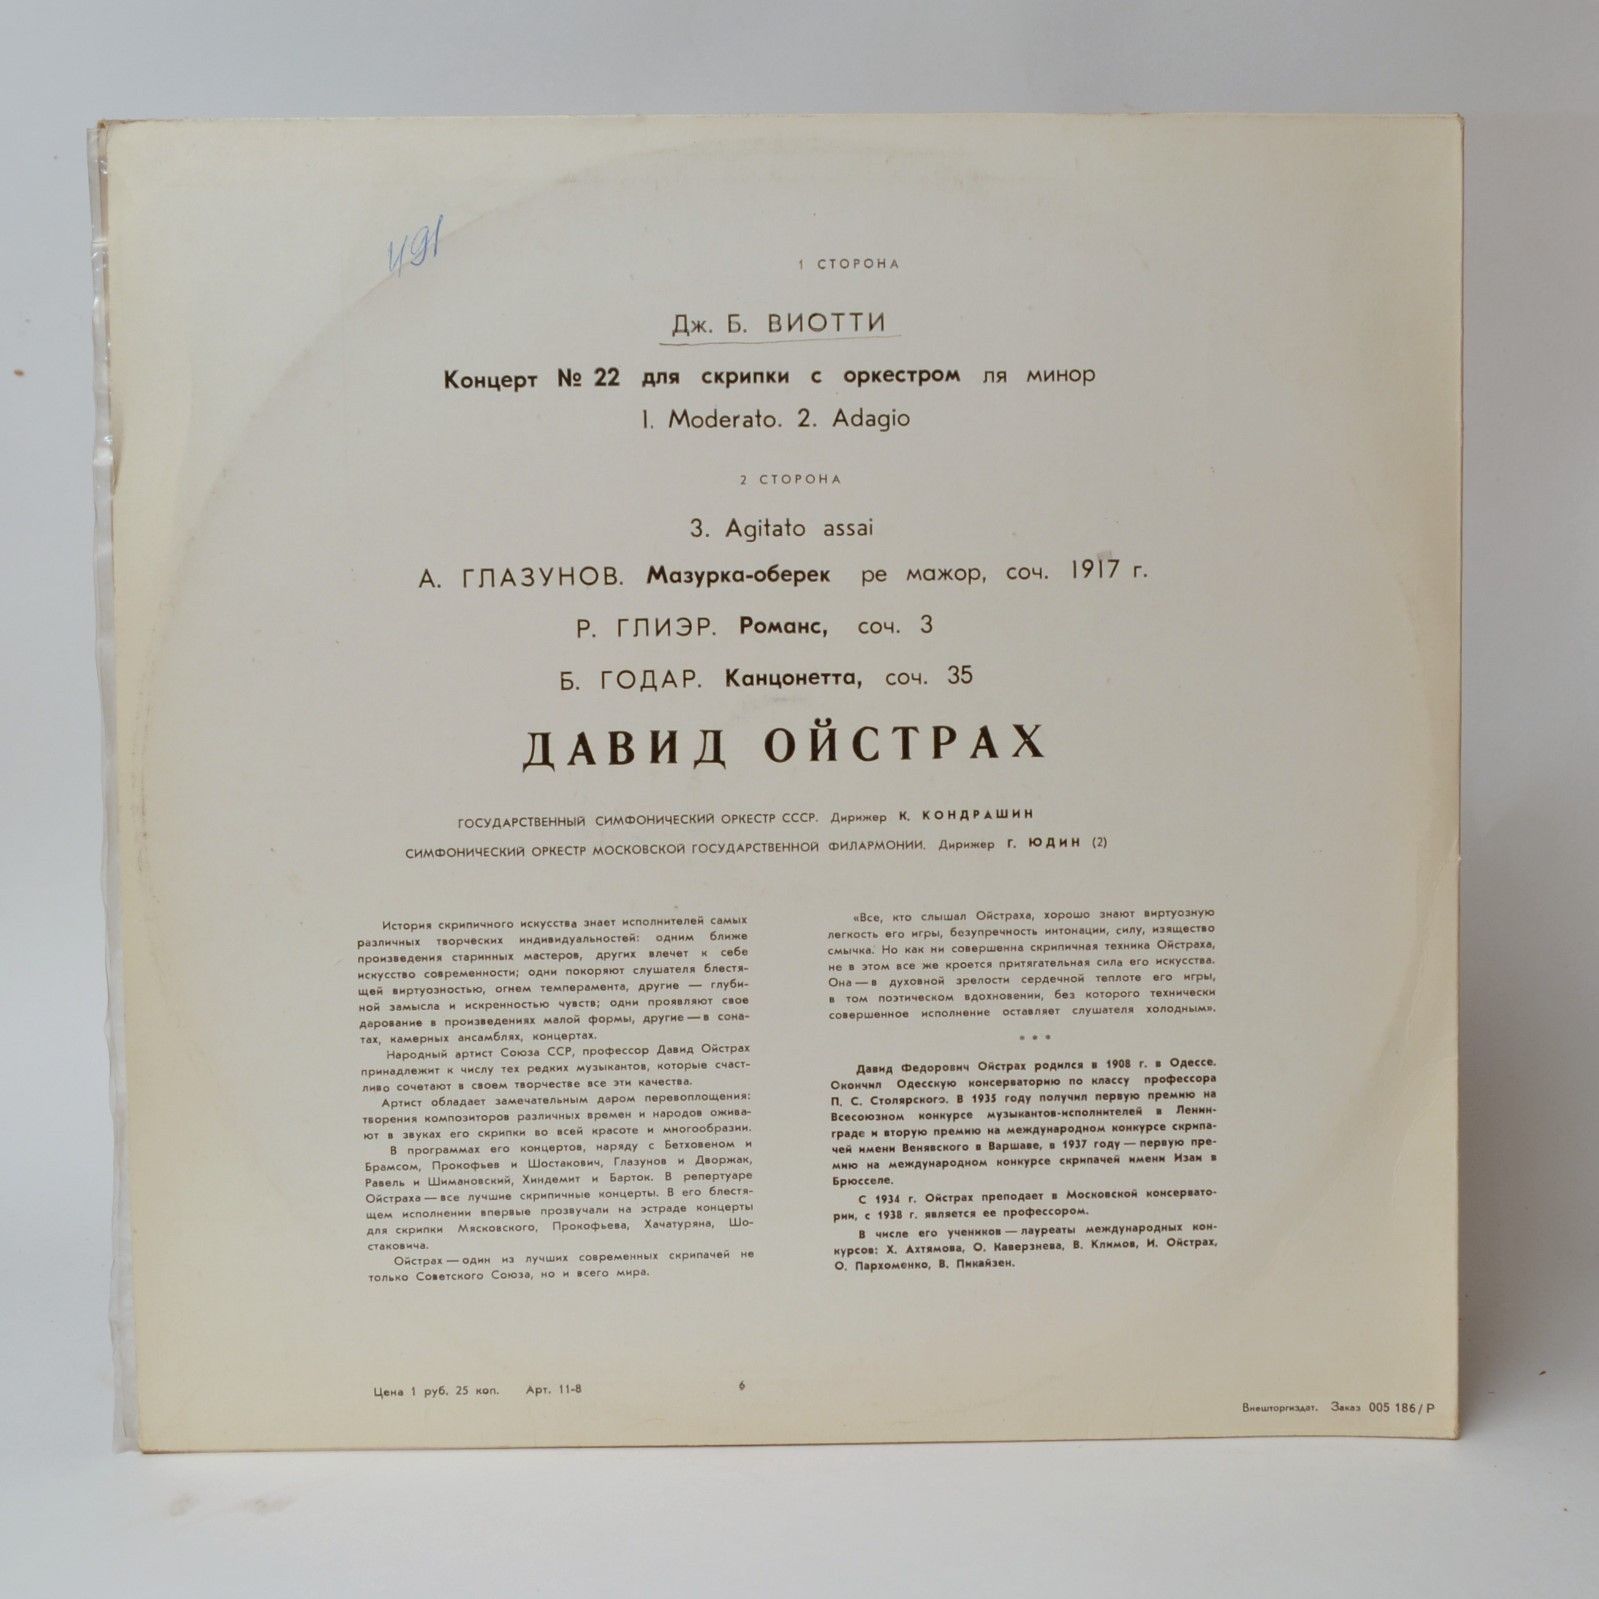 491
1 СТОРОНА
Дж. Б. ВИОТТИ
Концерт № 22 для скрипки с оркестром ля минор
1. Moderato. 2. Adagio
2 СТОРОНА
3. Agitato assai
А. ГЛАЗУНОВ. Мазурка-оберек ре мажор, соч. 1917 г.
Р. ГЛИЭР. Романс, соч. 3
Б. ГОДАР. Канцонетта, соч. 35
ДАВИД ОЙСТРАХ
ГОСУДАРСТВЕННЫЙ СИМФОНИЧЕСКИЙ ОРКЕСТР СССР. Дирижер К. КОНДРАШИН
СИМФОНИЧЕСКИЙ ОРКЕСТР МОСКОВСКОЙ ГОСУДАРСТВЕННОЙ ФИЛАРМОНИИ. Дирижер Г. ЮДИН (2)
История скрипичного искусства знает исполнителей самых
различных творческих индивидуальностей: одним ближе
произведения старинных мастеров, других влечет к себе
искусство современности; одни покоряют слушателя блестя-
щей виртуозностью, огнем темперамента, другие — глуби-
ной замысла и искренностью чувств; одни проявляют свое
дарование в произведениях малой формы, другие — в сона-
тах, камерных ансамблях, концертах.
Народный артист Союза ССР, профессор Давид Ойстрах
принадлежит к числу тех редких музыкантов, которые счаст-
ливо сочетают в своем творчестве все эти качества.
Артист обладает замечательным даром перевоплощения:
творения композиторов различных времен и народов ожива-
ют в звуках его скрипки во всей красоте и многообразии.
В программах его концертов, наряду с Бетховеном и
Брамсом, Прокофьев и Шостакович, Глазунов и Дворжак,
Равель и Шимановский, Хиндемит и Барток. В репертуаре
Ойстраха — все лучшие скрипичные концерты. В его блестя-
щем исполнении впервые прозвучали на эстраде концерты
для скрипки Мясковского, Прокофьева, Хачатуряна, Шо-
стаковича.
Ойстрах — один из лучших современных скрипачей не
только Советского Союза, но и всего мира.
«Все, кто слышал Ойстраха, хорошо знают виртуозную
легкость его игры, безупречность интонации, силу, изящество
смычка. Но как ни совершенна скрипичная техника Ойстраха,
не в этом все же кроется притягательная сила его искусства.
Она — в духовной зрелости сердечной теплоте его игры,
в том поэтическом вдохновении, без которого технически
совершенное исполнение оставляет слушателя холодным».
* * *
Давид Федорович Ойстрах родился в 1908 г. в Одессе.
Окончил Одесскую консерваторию по классу профессора
П. С. Столярского. В 1935 году получил первую премию на
Всесоюзном конкурсе музыкантов-исполнителей в Ленин-
граде и вторую премию на международном конкурсе скрипа-
чей имени Венявского в Варшаве, в 1937 году — первую пре-
мию на международном конкурсе скрипачей имени Изаи в
Брюсселе.
С 1934 г. Ойстрах преподает в Московской консервато-
рии, с 1938 г. является ее профессором.
В числе его учеников — лауреаты международных кон-
курсов: Х. Ахтямова, О. Каверзнева, В. Климов, И. Ойстрах,
О. Пархоменко, В. Пикайзен.
Цена 1 руб. 25 коп. Арт. 11-8
6
Внешторгиздат. Заказ 005 186/Р